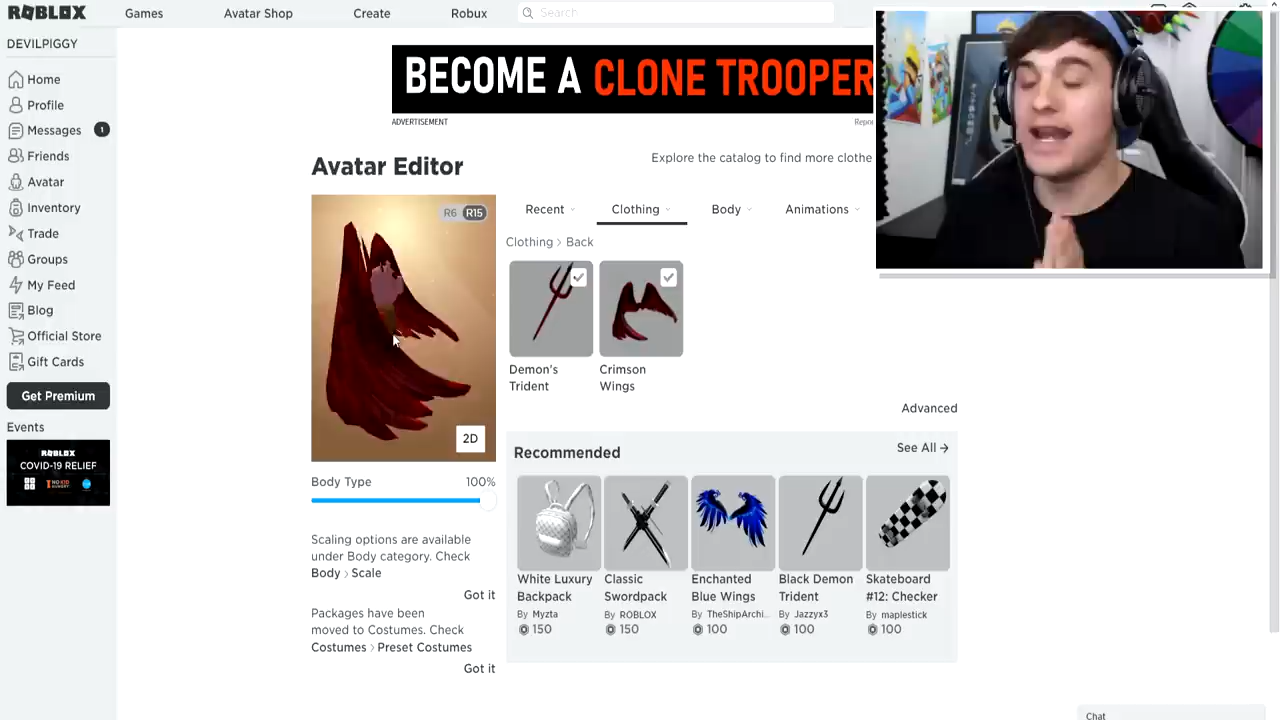 ROBLOX
Games
Avatar Shop
Create
Robux
Search
DEVILPIGGY
Home
Profile
Messages
1
Friends
Avatar
Inventory
Trade
Groups
My Feed
Blog
Official Store
Gift Cards
Get Premium
Events
ROBLOX
COVID-19 RELIEF
BECOME A CLONE TROOPER
ADVERTISEMENT
Avatar Editor
Explore the catalog to find more clothe
R6 R15
2D
Recent
Clothing
Body
Animations
Clothing > Back
Demon's
Trident
Crimson
Wings
Advanced
Body Type 100%
Scaling options are available
under Body category. Check
Body > Scale
Got it
Packages have been
moved to Costumes. Check
Costumes > Preset Costumes
Got it
Recommended
See All →
White Luxury
Backpack
By Myzta
150
Classic
Swordpack
By ROBLOX
150
Enchanted
Blue Wings
By TheShipArchi...
100
Black Demon
Trident
By Jazzyx3
100
Skateboard
#12: Checker
By maplestick
100
Chat